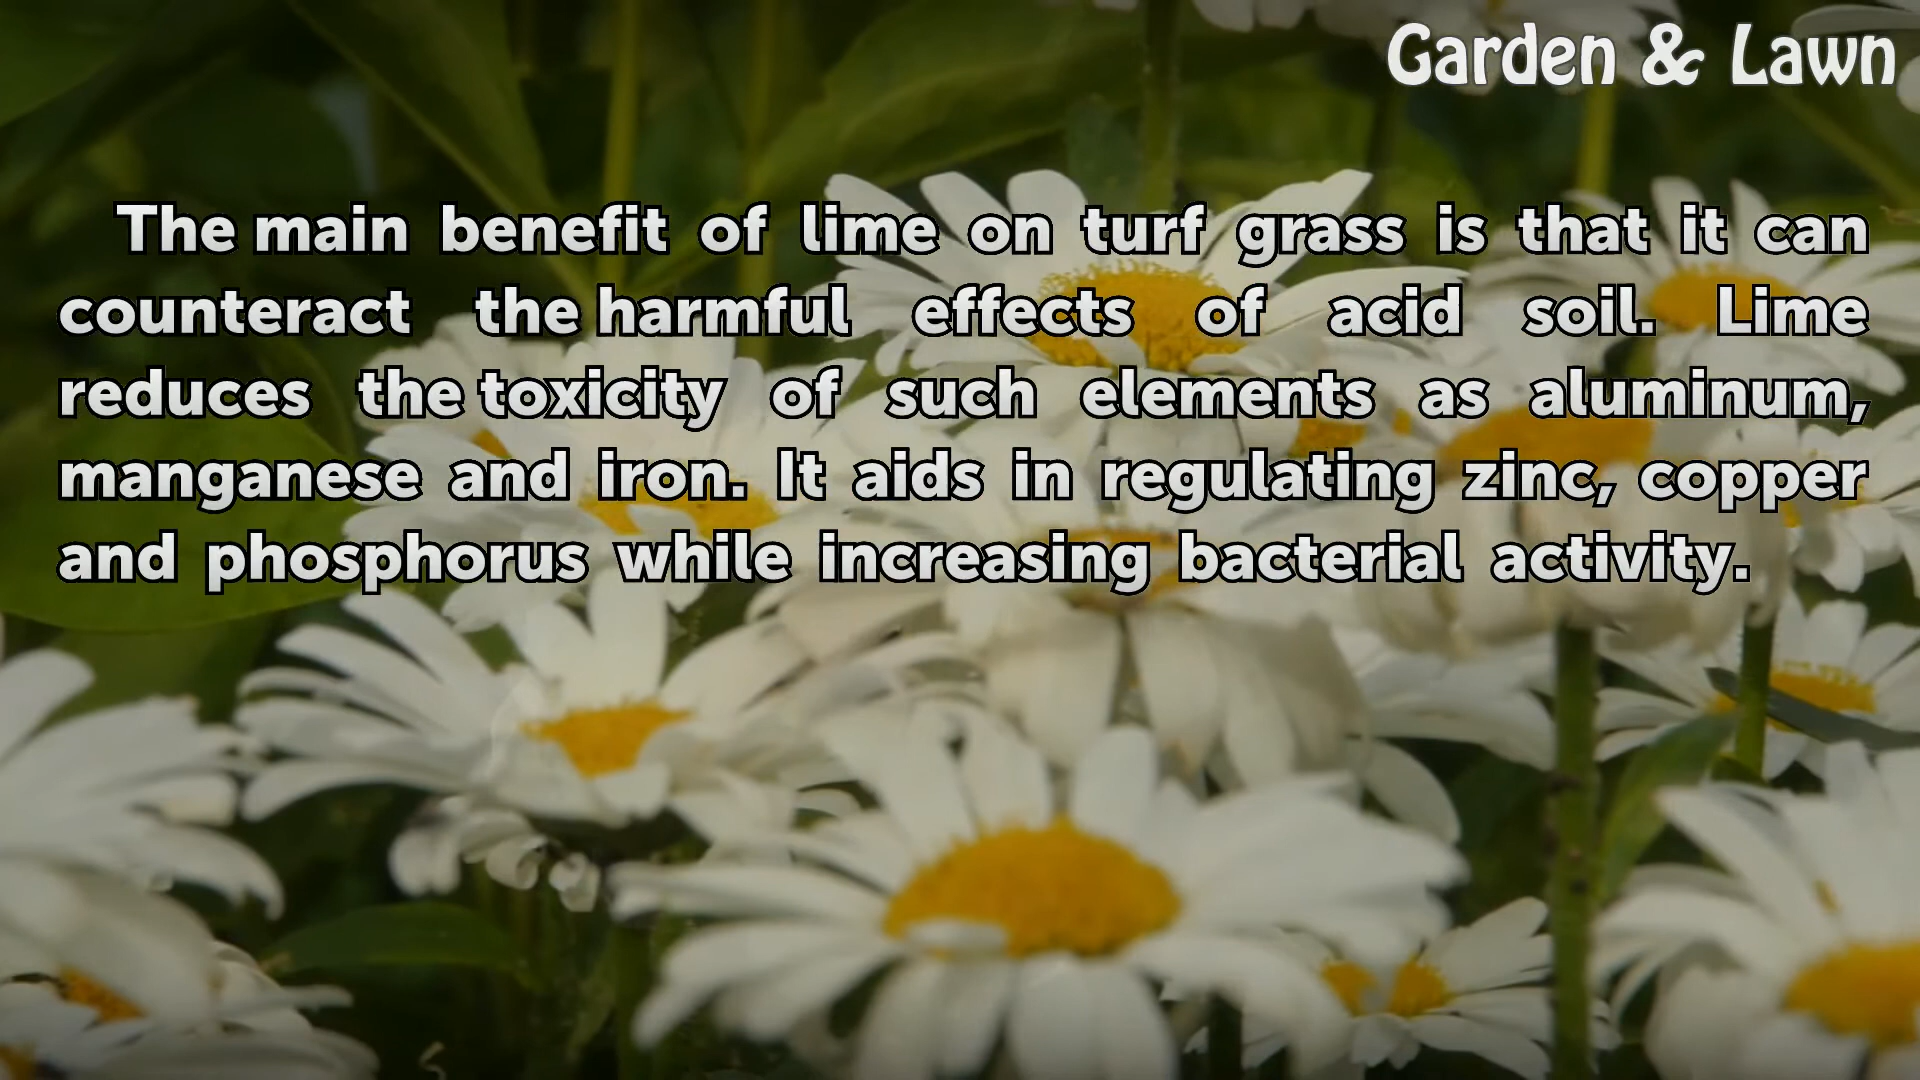 Garden & Lawn
The main benefit of lime on turf grass is that it can
counteract the harmful effects of acid soil. Lime
reduces the toxicity of such elements as aluminum,
manganese and iron. It aids in regulating zinc, copper
and phosphorus while increasing bacterial activity.